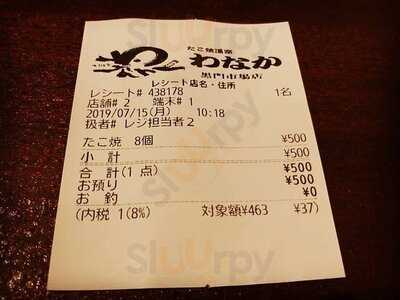 たこ焼道楽
わなか
黒門市場店
レシート店名・住所
レシート# 438178 1名
店舗# 2 端末# 1
2019/07/15(月) 10:18
扱者# レジ担当者2
たこ焼 8個 ¥500
小 計 ¥500
合 計(1 点) ¥500
お預り ¥500
お 釣 ¥0
(内税 1(8%) 対象額¥463 ¥37)
Sluurpy
Sluurpy
Sluurpy